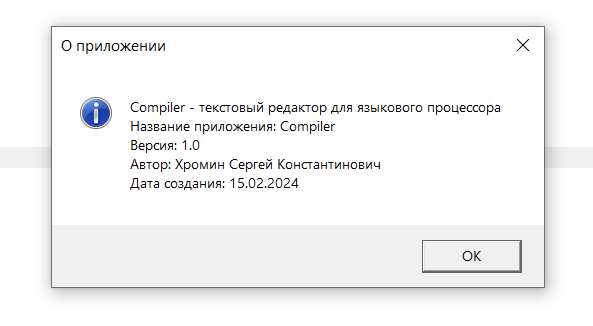 О приложении
Compiler - текстовый редактор для языкового процессора
Название приложения: Compiler
Версия: 1.0
Автор: Хромин Сергей Константинович
Дата создания: 15.02.2024
ОК